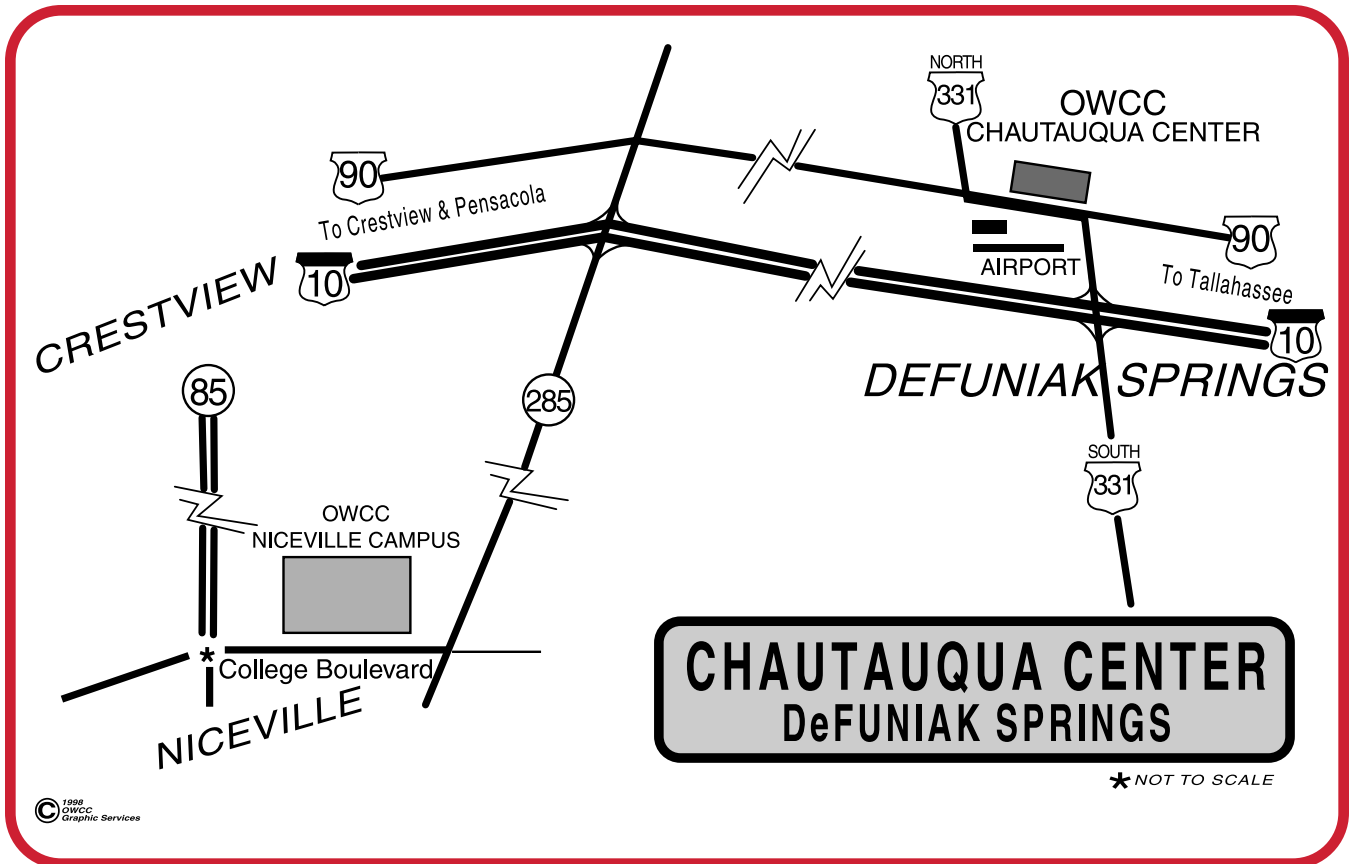 NORTH
331
OWCC
CHAUTAUQUA CENTER
90
To Crestview & Pensacola
90
10
AIRPORT
To Tallahassee
10
CRESTVIEW
DEFUNIAK SPRINGS
85
285
SOUTH
331
OWCC
NICEVILLE CAMPUS
* College Boulevard
NICEVILLE
CHAUTAUQUA CENTER
DeFUNIAK SPRINGS
* NOT TO SCALE
© 1998
OWCC
Graphic Services